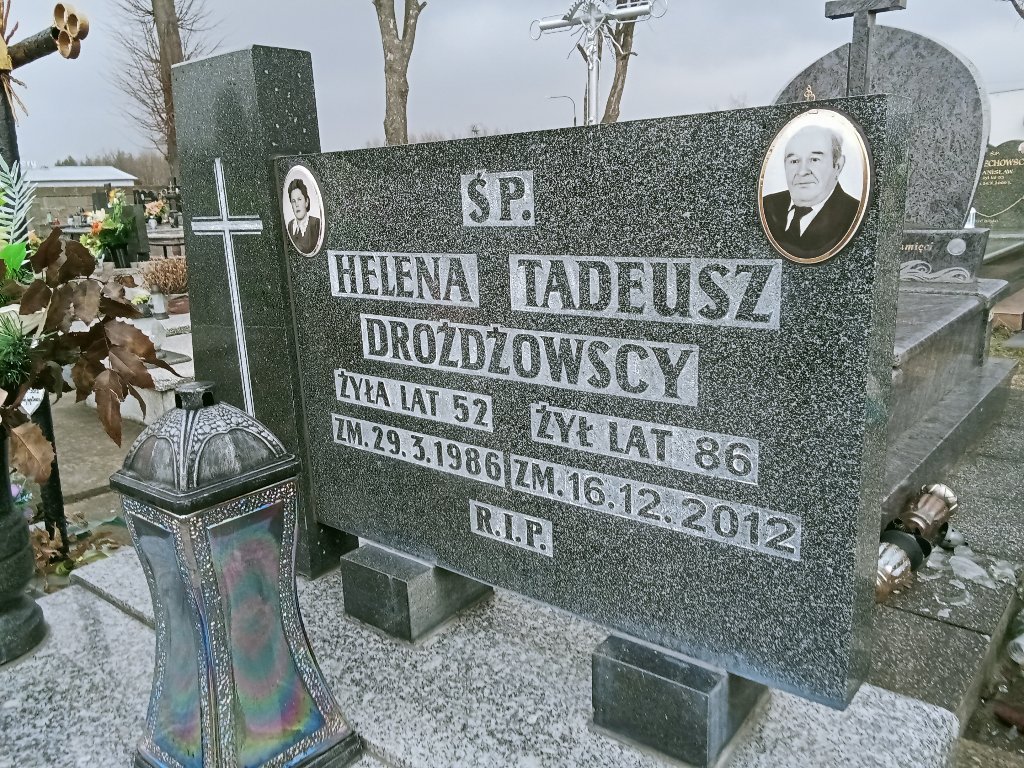 ŚP.
HELENA TADEUSZ
DROŻDŻOWSCY
ŻYŁA LAT 52 ŻYŁ LAT 86
ZM. 29.3.1986 ZM. 16.12.2012
R.I.P.